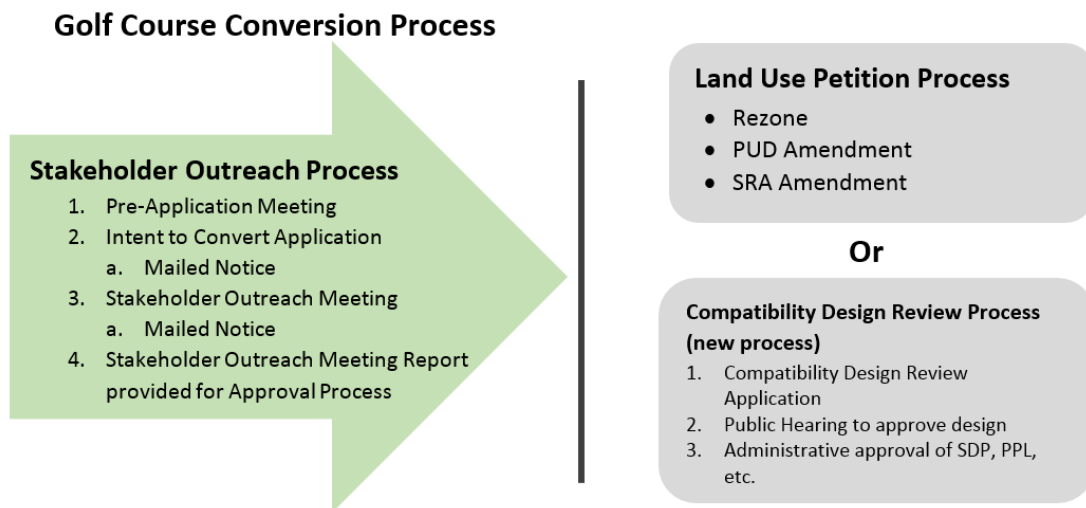 Golf Course Conversion Process
Stakeholder Outreach Process
1. Pre-Application Meeting
2. Intent to Convert Application
a. Mailed Notice
3. Stakeholder Outreach Meeting
a. Mailed Notice
4. Stakeholder Outreach Meeting Report
provided for Approval Process
Land Use Petition Process
• Rezone
• PUD Amendment
• SRA Amendment
Or
Compatibility Design Review Process
(new process)
1. Compatibility Design Review
Application
2. Public Hearing to approve design
3. Administrative approval of SDP, PPL,
etc.